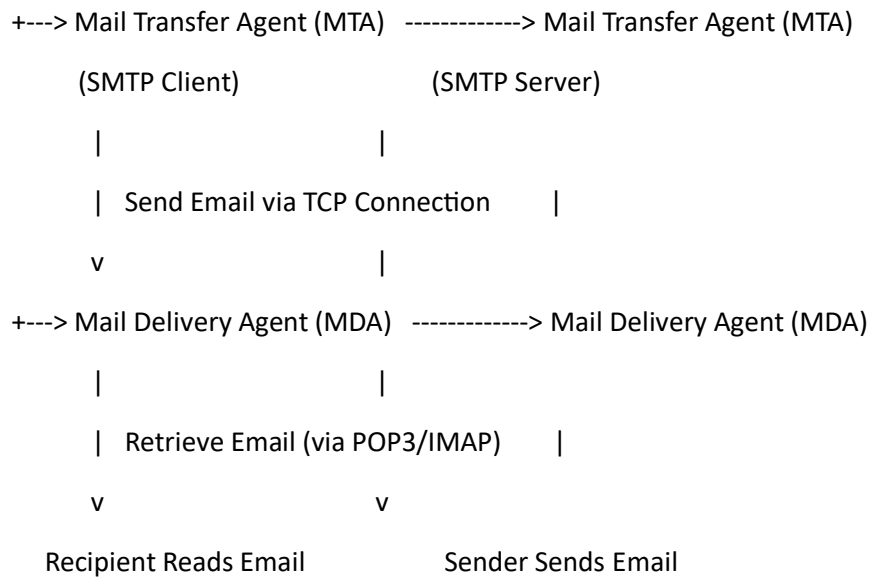 +---> Mail Transfer Agent (MTA) -------------> Mail Transfer Agent (MTA)
(SMTP Client) (SMTP Server)
| |
| Send Email via TCP Connection |
v |
+---> Mail Delivery Agent (MDA) -------------> Mail Delivery Agent (MDA)
| |
| Retrieve Email (via POP3/IMAP) |
v v
Recipient Reads Email Sender Sends Email